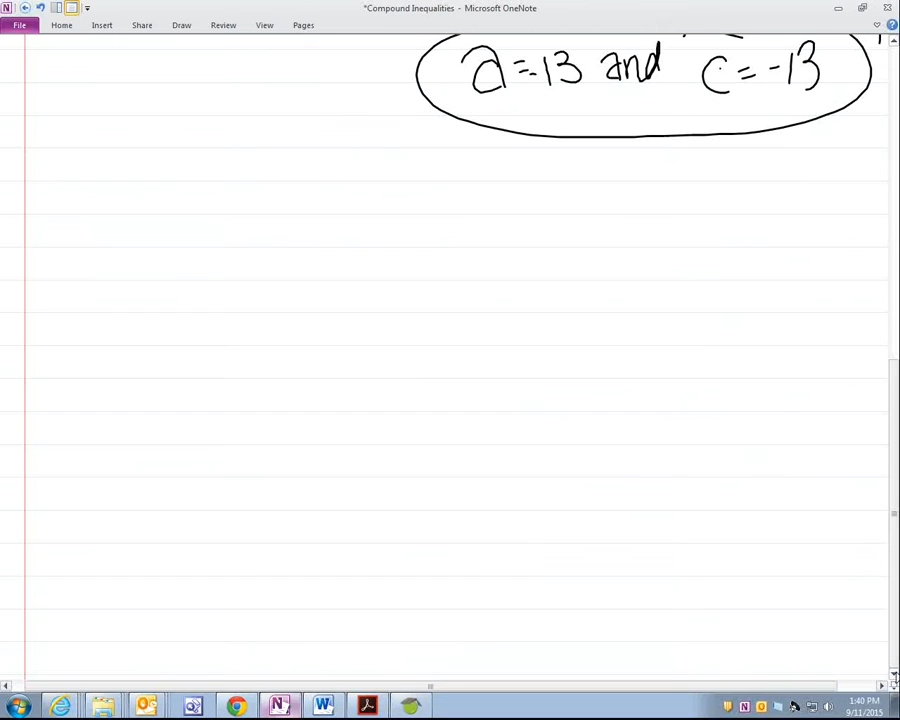 *Compound Inequalities - Microsoft OneNote
File Home Insert Share Draw Review View Pages
a = -13 and c = -13
1:40 PM
9/11/2015